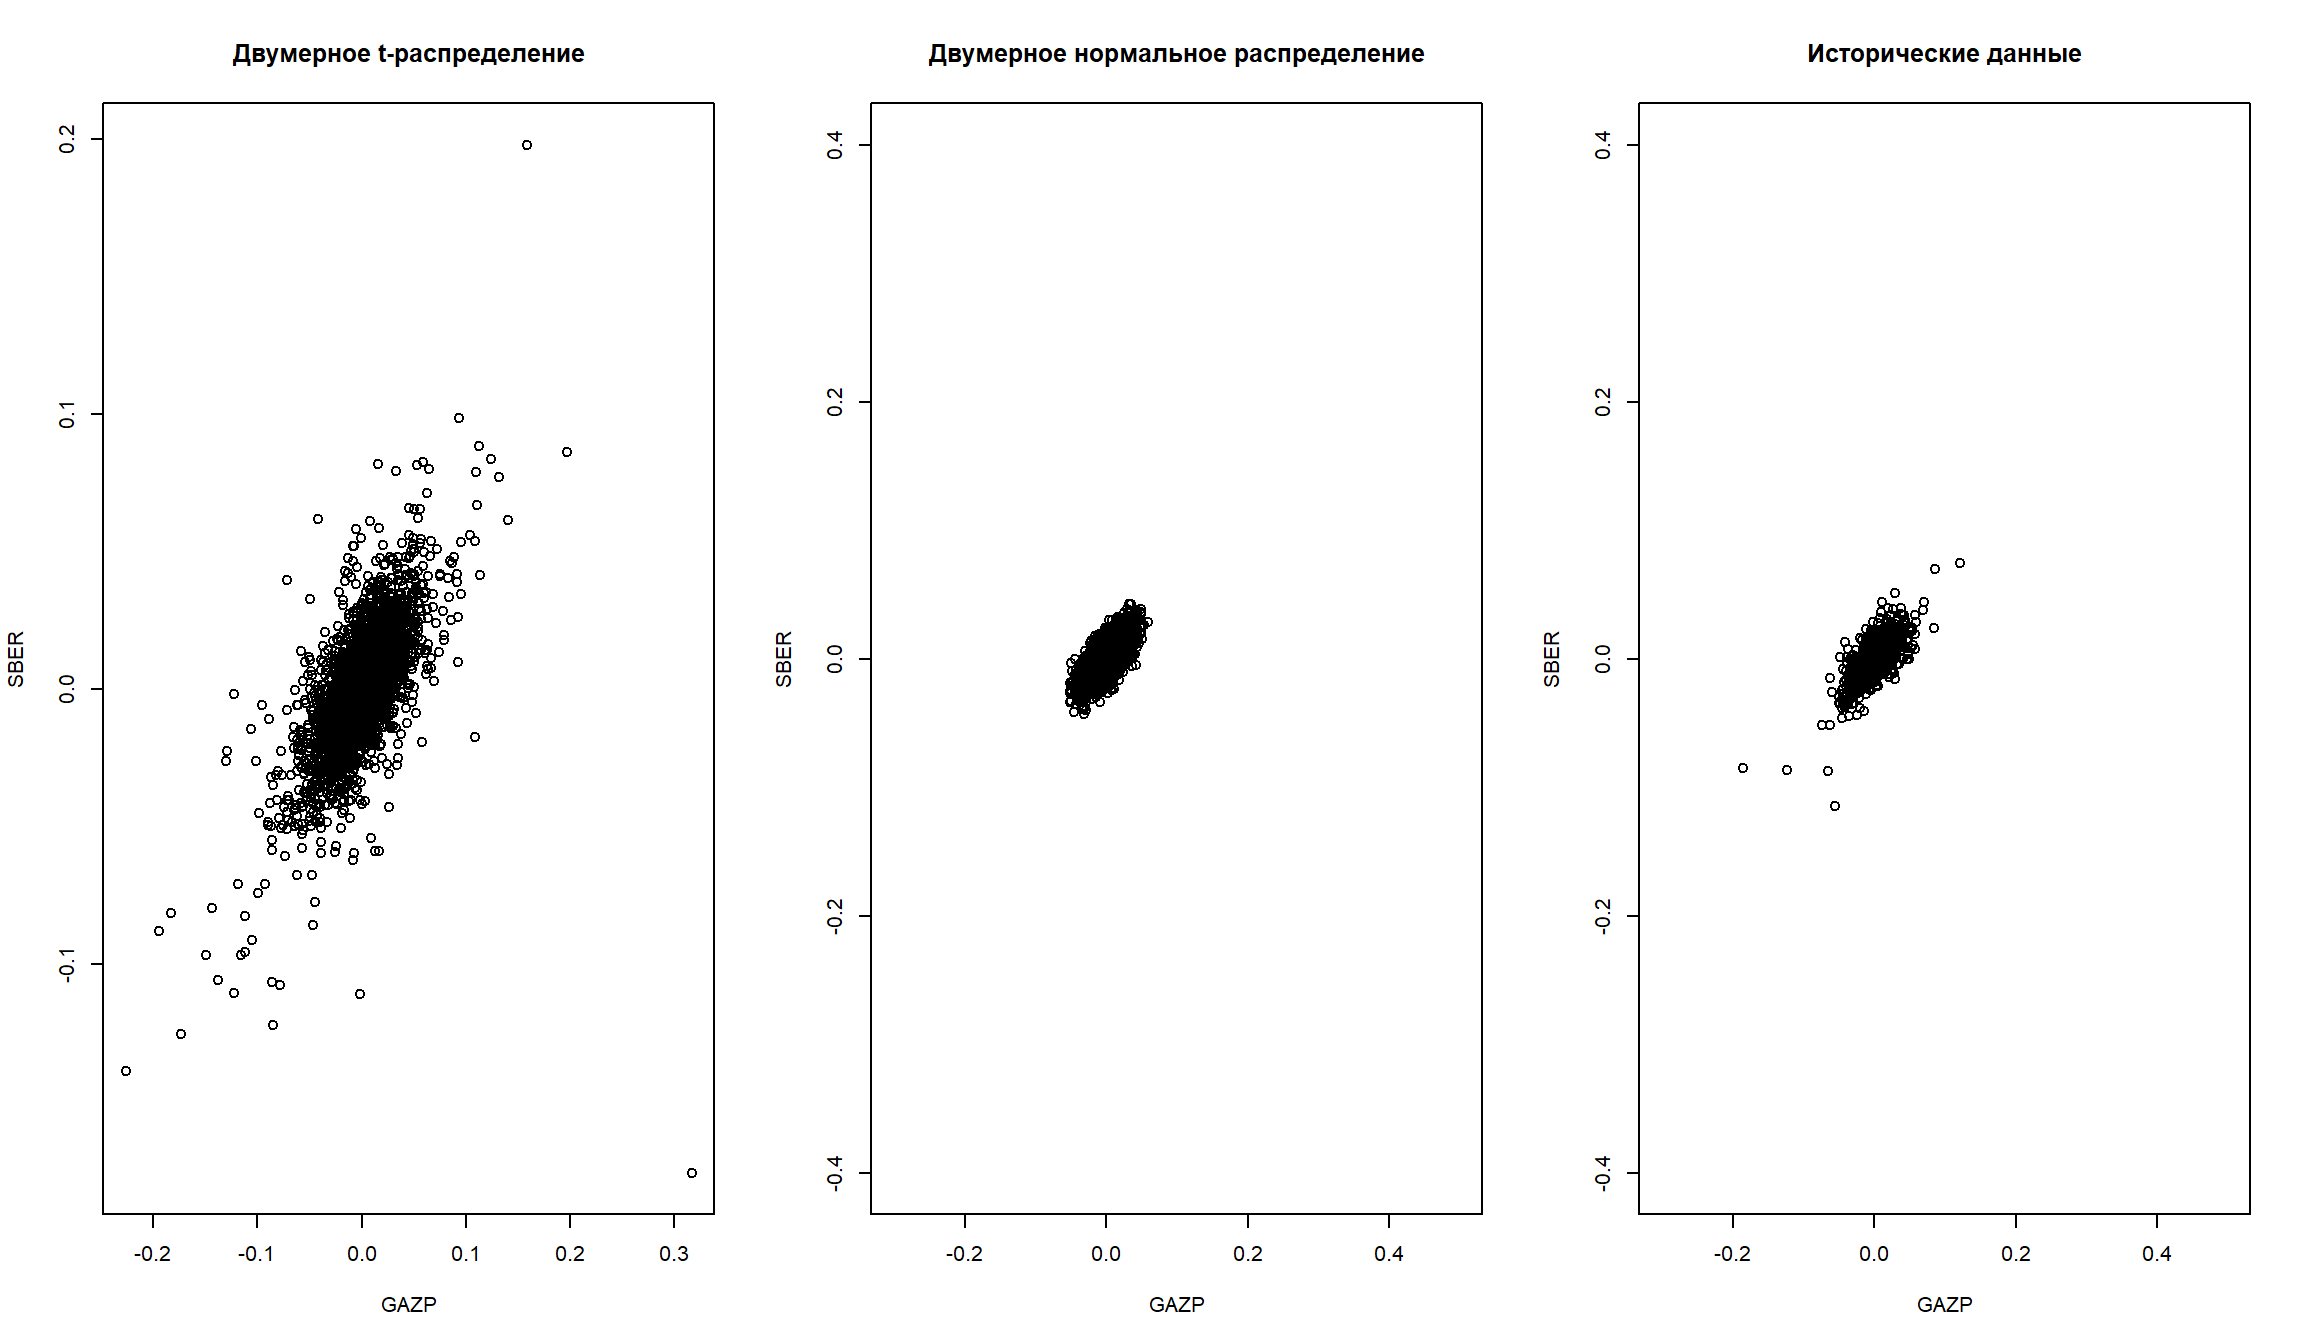 Двумерное t-распределение
0.2
0.1
0.0
-0.1
SBER
-0.2 -0.1 0.0 0.1 0.2 0.3
GAZP
Двумерное нормальное распределение
0.4
0.2
0.0
-0.2
-0.4
SBER
-0.2 0.0 0.2 0.4
GAZP
Исторические данные
0.4
0.2
0.0
-0.2
-0.4
SBER
-0.2 0.0 0.2 0.4
GAZP